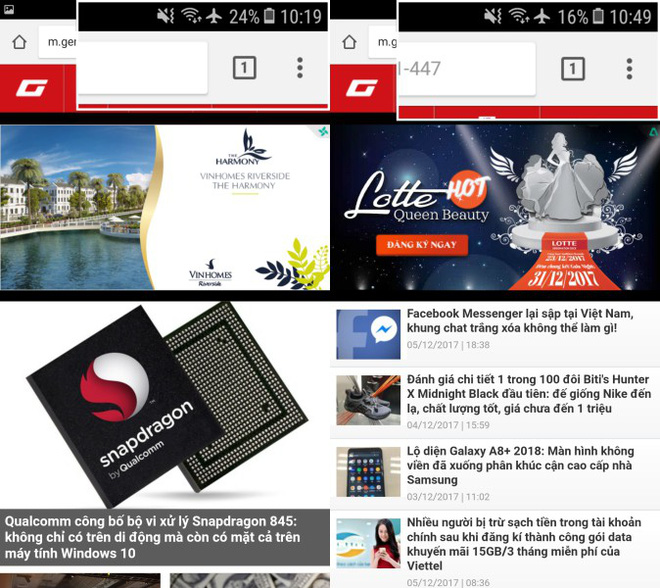 24% 10:19
m.ger
1
G
THE
HARMONY
VINHOMES RIVERSIDE
THE HARMONY
VINHOMES
Riverside
snapdragon
by Qualcomm
Qualcomm công bố bộ vi xử lý Snapdragon 845:
không chỉ có trên di động mà còn có mặt cả trên
máy tính Windows 10
16% 10:49
m.ge
-447
1
G
Lotte HOT
Queen Beauty
ĐĂNG KÝ NGAY
LOTTE
23/12/2017
31/12/2017
Facebook Messenger lại sập tại Việt Nam,
khung chat trắng xóa không thể làm gì!
05/12/2017 | 18:38
Đánh giá chi tiết 1 trong 100 đôi Biti's Hunter
X Midnight Black đầu tiên: đế giống Nike đến
lạ, chất lượng tốt, giá chưa đến 1 triệu
04/12/2017 | 15:59
Lộ diện Galaxy A8+ 2018: Màn hình không
viền đã xuống phân khúc cận cao cấp nhà
Samsung
03/12/2017 | 11:02
Nhiều người bị trừ sạch tiền trong tài khoản
chính sau khi đăng kí thành công gói data
khuyến mãi 15GB/3 tháng miễn phí của
Viettel
05/12/2017 | 08:36